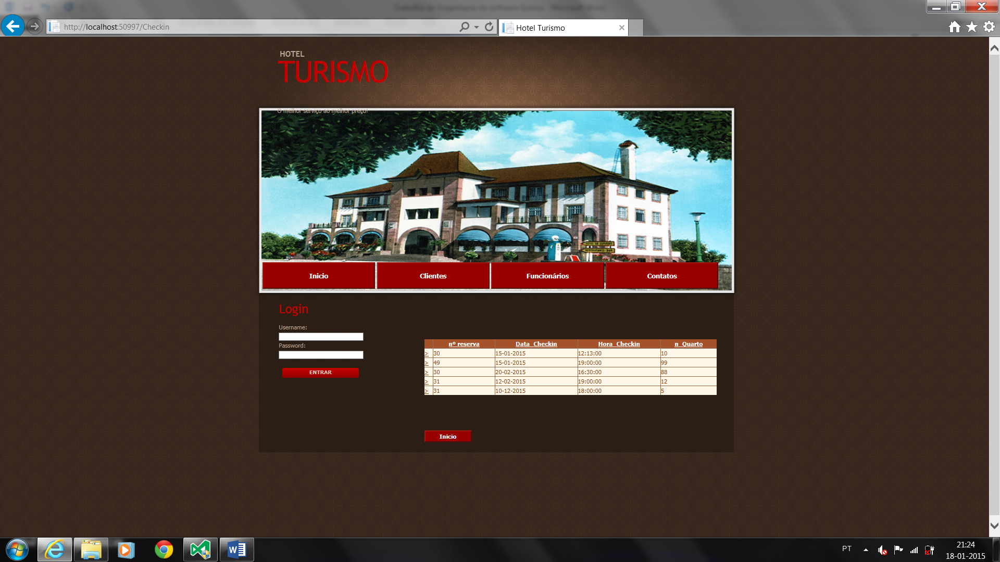 http://localhost:50997/Checkin
Hotel Turismo
HOTEL
TURISMO
O melhor serviço ao melhor preço!
Inicio
Clientes
Funcionários
Contatos
Login
Username:
Password:
ENTRAR
nº reserva Data_Checkin Hora_Checkin n_Quarto
> 30 15-01-2015 12:13:00 10
> 49 15-01-2015 19:00:00 99
> 30 20-02-2015 16:30:00 88
> 31 12-02-2015 19:00:00 12
> 31 10-12-2015 18:00:00 5
Inicio
PT
21:24
18-01-2015